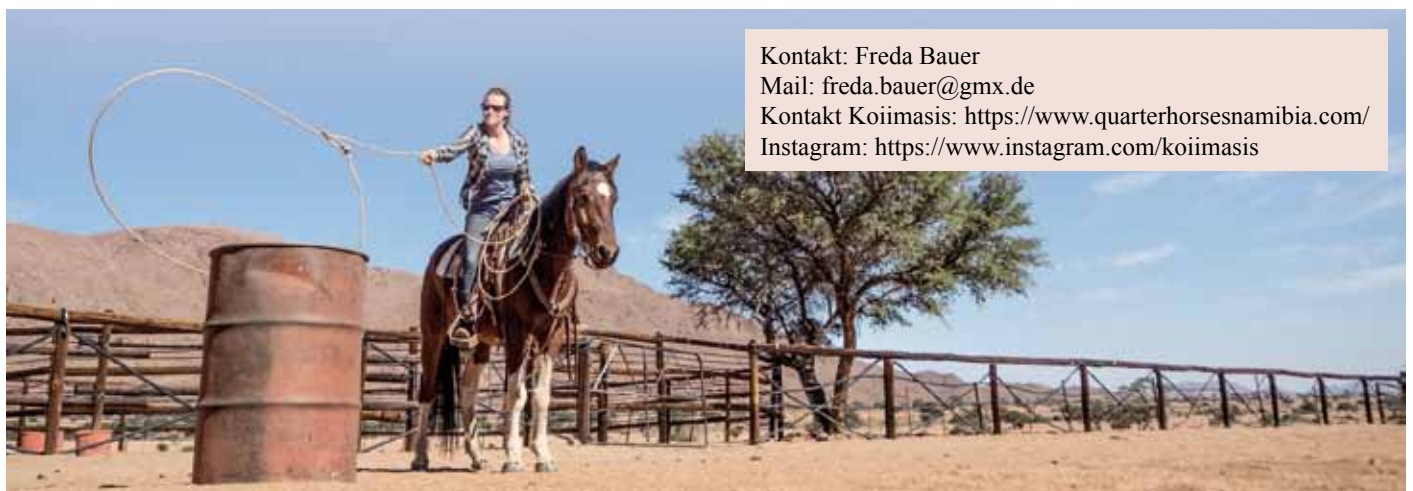 Kontakt: Freda Bauer
Mail: freda.bauer@gmx.de
Kontakt Koiimasis: https://www.quarterhorsesnamibia.com/
Instagram: https://www.instagram.com/koiimasis